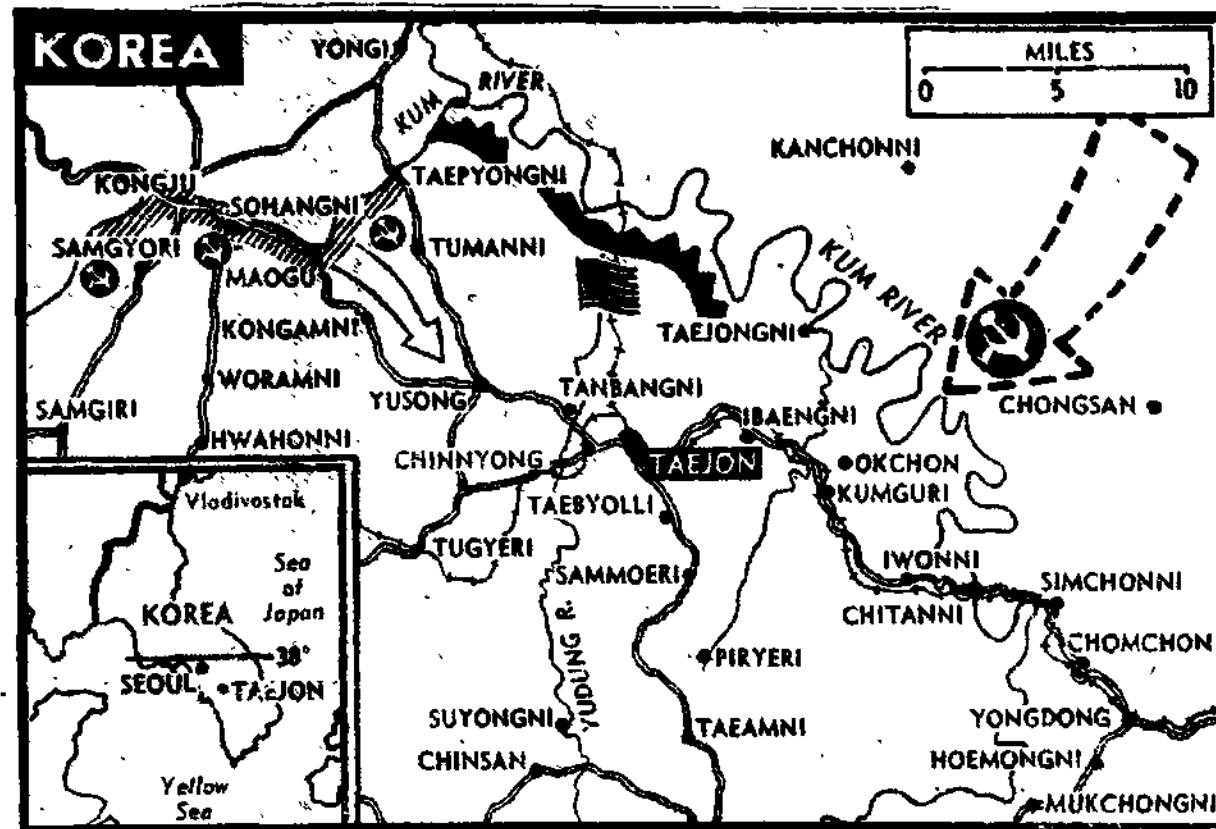 KOREA
YONGI
KUM
RIVER
MILES
0 5 10
KANCHONNI
KONGJU
SOHANGNI
TAEPYONGNI
SAMGYORI
MAOGU
TUMANNI
KUM RIVER
KONGAMNI
TAEJONGNI
WORAMNI
YUSONG
TANBANGNI
SAMGIRI
IBAENGNI
CHONGSAN
HWAHONNI
CHINNYONG
TAEJON
OKCHON
KUMGURI
TAEBYOLLI
TUGYERI
SAMMOERI
IWONNI
SIMCHONNI
CHITANNI
CHOMCHON
YUDUNG R.
PIRYERI
SUYONGNI
TAEAMNI
YONGDONG
CHINSAN
HOEMONGNI
MUKCHONGNI
Vladivostok
Sea
of
Japan
KOREA
38°
SEOUL
TAEJON
Yellow
Sea